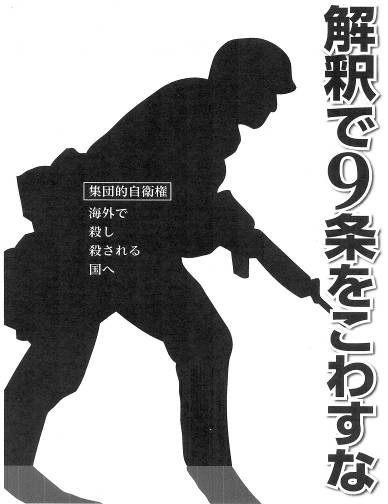 解釈で9条をこわすな
集団的自衛権
海外で
殺し
殺される
国へ